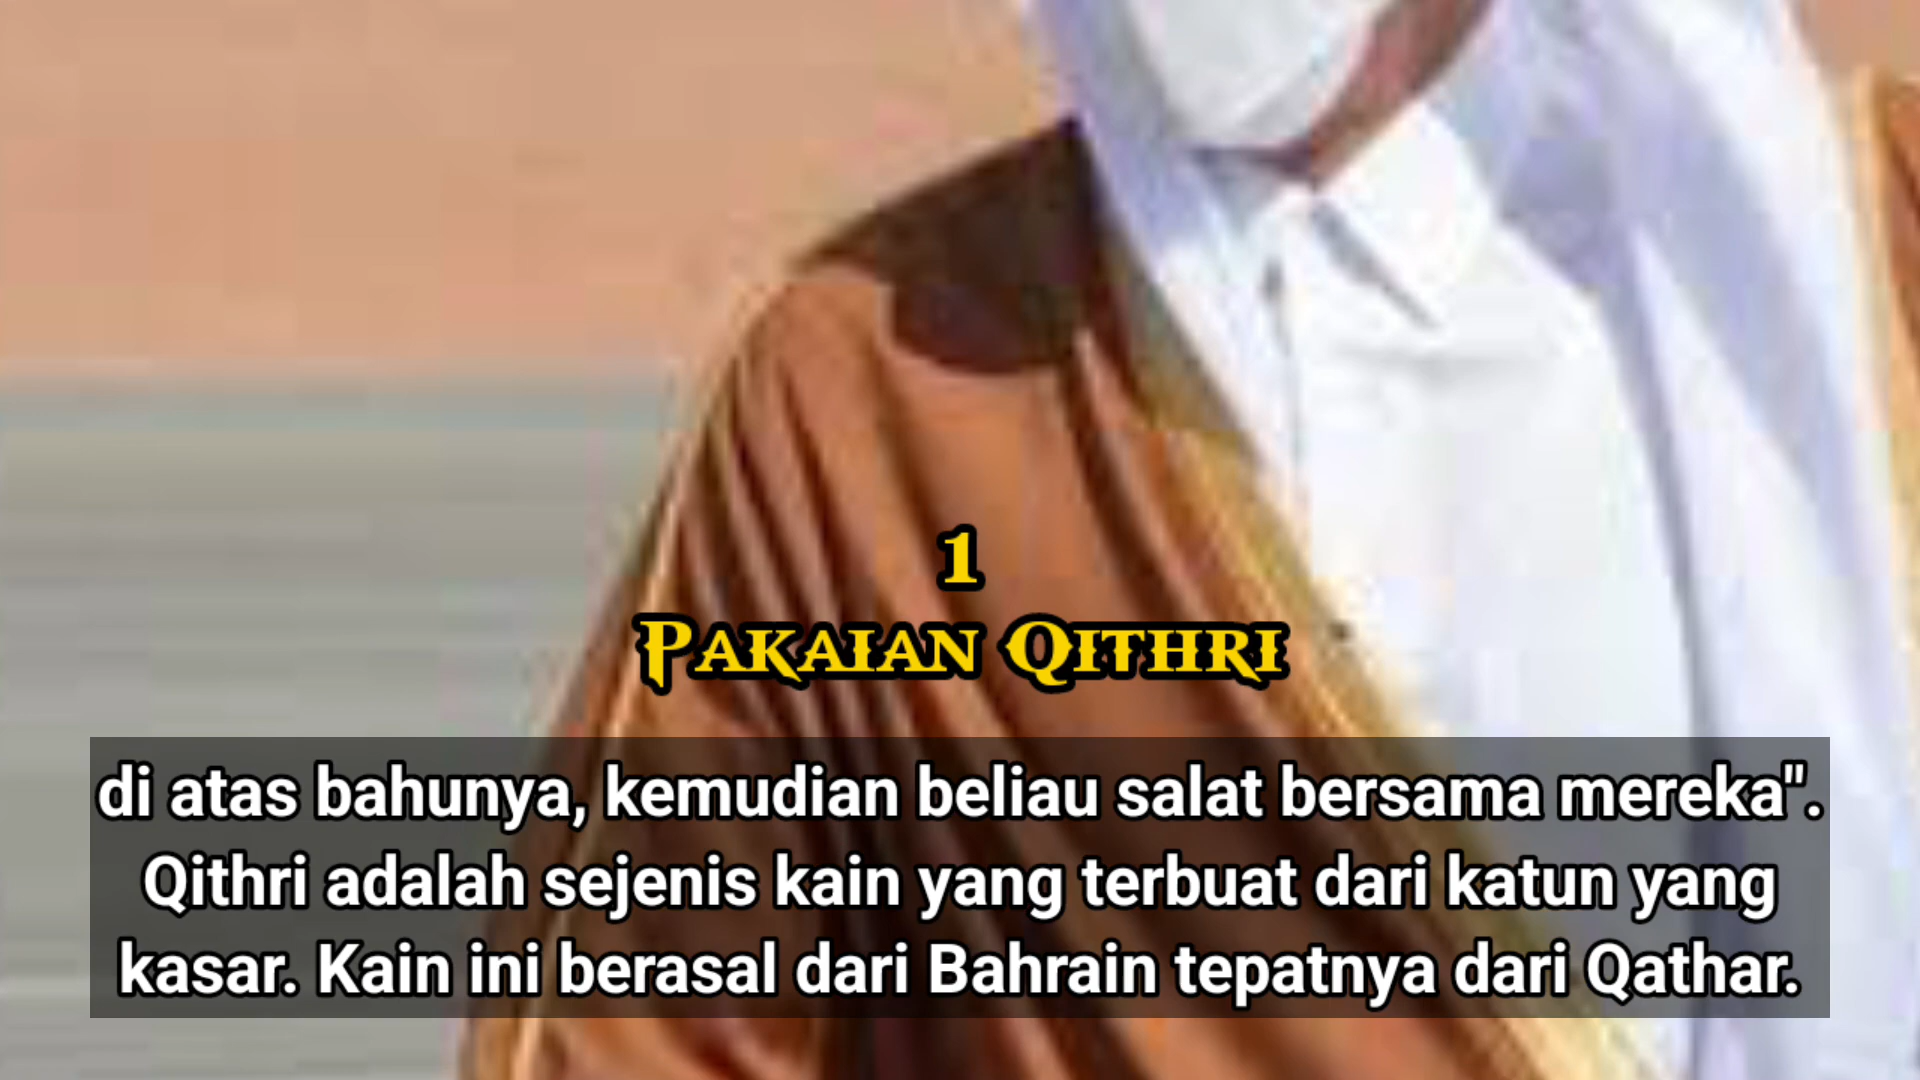 1
Pakaian Qithri
di atas bahunya, kemudian beliau salat bersama mereka".
Qithri adalah sejenis kain yang terbuat dari katun yang
kasar. Kain ini berasal dari Bahrain tepatnya dari Qathar.